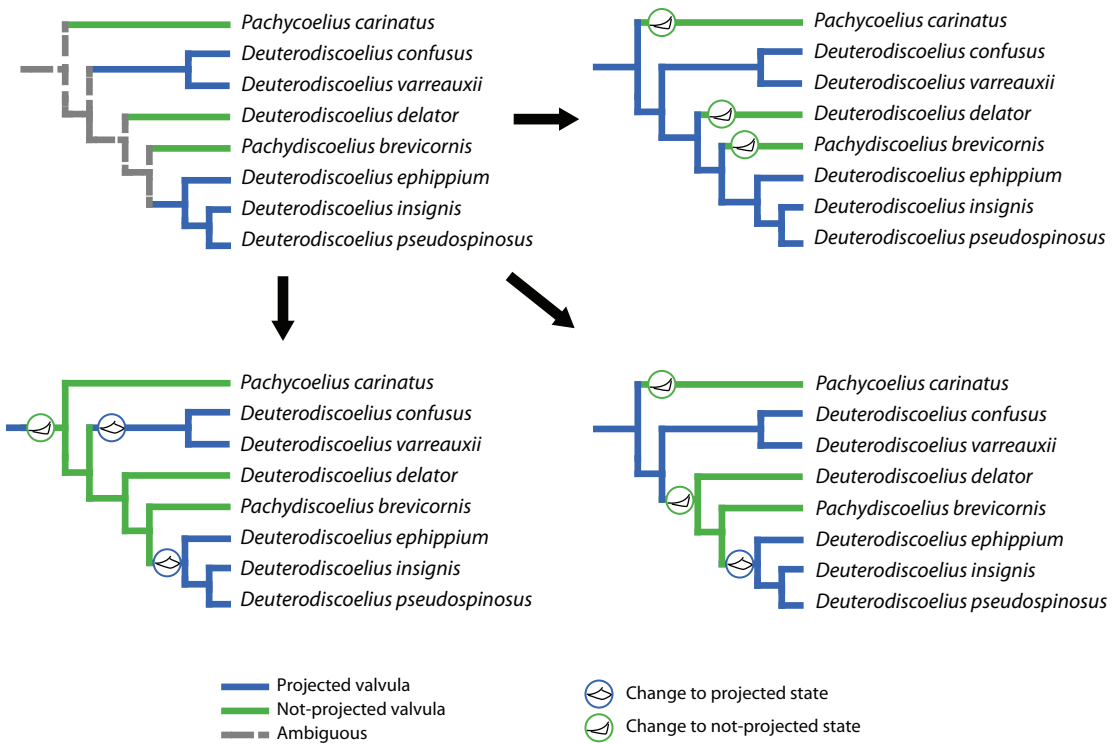 Pachycoelius carinatus
Deuterodiscoelius confusus
Deuterodiscoelius varreauxii
Deuterodiscoelius delator
Pachydiscoelius brevicornis
Deuterodiscoelius ephippium
Deuterodiscoelius insignis
Deuterodiscoelius pseudospinosus
Pachycoelius carinatus
Deuterodiscoelius confusus
Deuterodiscoelius varreauxii
Deuterodiscoelius delator
Pachydiscoelius brevicornis
Deuterodiscoelius ephippium
Deuterodiscoelius insignis
Deuterodiscoelius pseudospinosus
Pachycoelius carinatus
Deuterodiscoelius confusus
Deuterodiscoelius varreauxii
Deuterodiscoelius delator
Pachydiscoelius brevicornis
Deuterodiscoelius ephippium
Deuterodiscoelius insignis
Deuterodiscoelius pseudospinosus
Pachycoelius carinatus
Deuterodiscoelius confusus
Deuterodiscoelius varreauxii
Deuterodiscoelius delator
Pachydiscoelius brevicornis
Deuterodiscoelius ephippium
Deuterodiscoelius insignis
Deuterodiscoelius pseudospinosus
Projected valvula
Not-projected valvula
Ambiguous
Change to projected state
Change to not-projected state